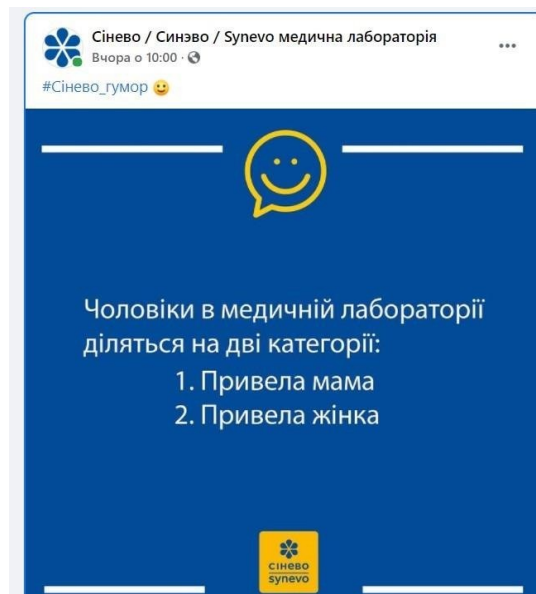 Сінево / Синэво / Synevo медична лабораторія
Вчора о 10:00 ·
#Сінево_гумор
Чоловіки в медичній лабораторії
діляться на дві категорії:
1. Привела мама
2. Привела жінка
сінево
synevo